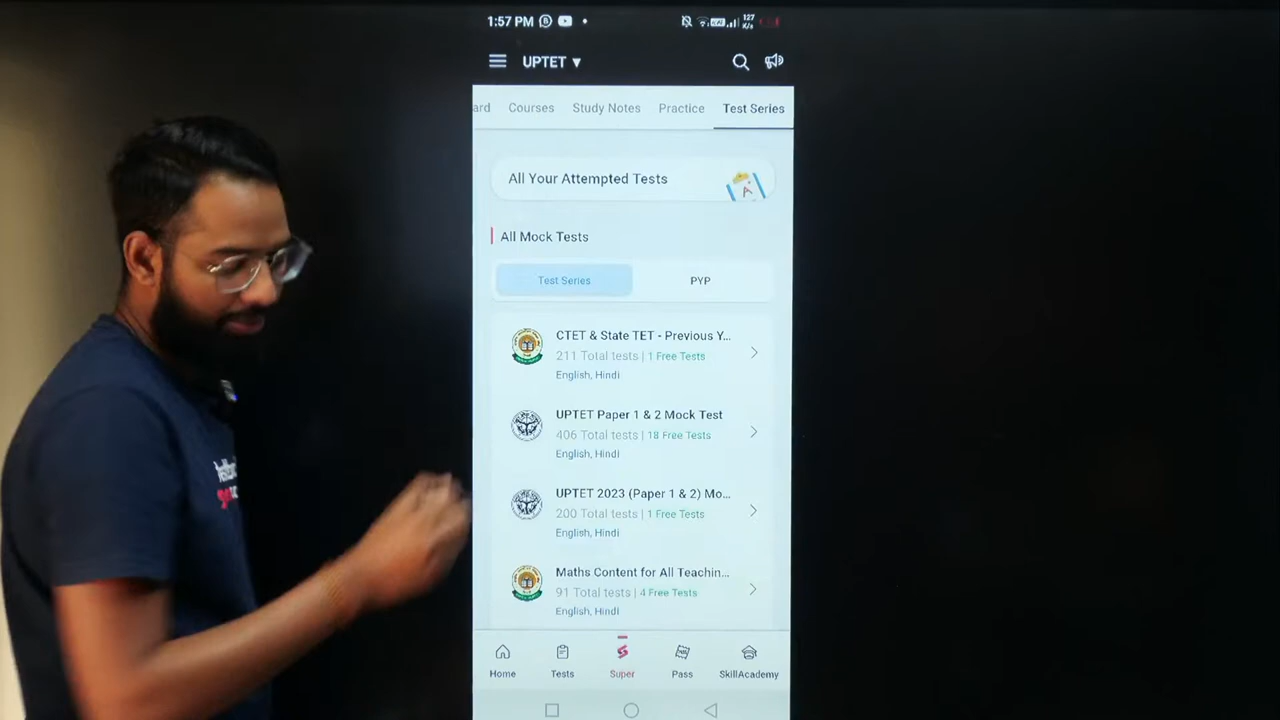 1:57 PM
127
K/s
UPTET ▼
ard Courses Study Notes Practice Test Series
All Your Attempted Tests
A
All Mock Tests
Test Series PYP
CTET & State TET - Previous Y...
211 Total tests | 1 Free Tests
English, Hindi
UPTET Paper 1 & 2 Mock Test
406 Total tests | 18 Free Tests
English, Hindi
UPTET 2023 (Paper 1 & 2) Mo...
200 Total tests | 1 Free Tests
English, Hindi
Maths Content for All Teachin...
91 Total tests | 4 Free Tests
English, Hindi
Home Tests Super Pass SkillAcademy